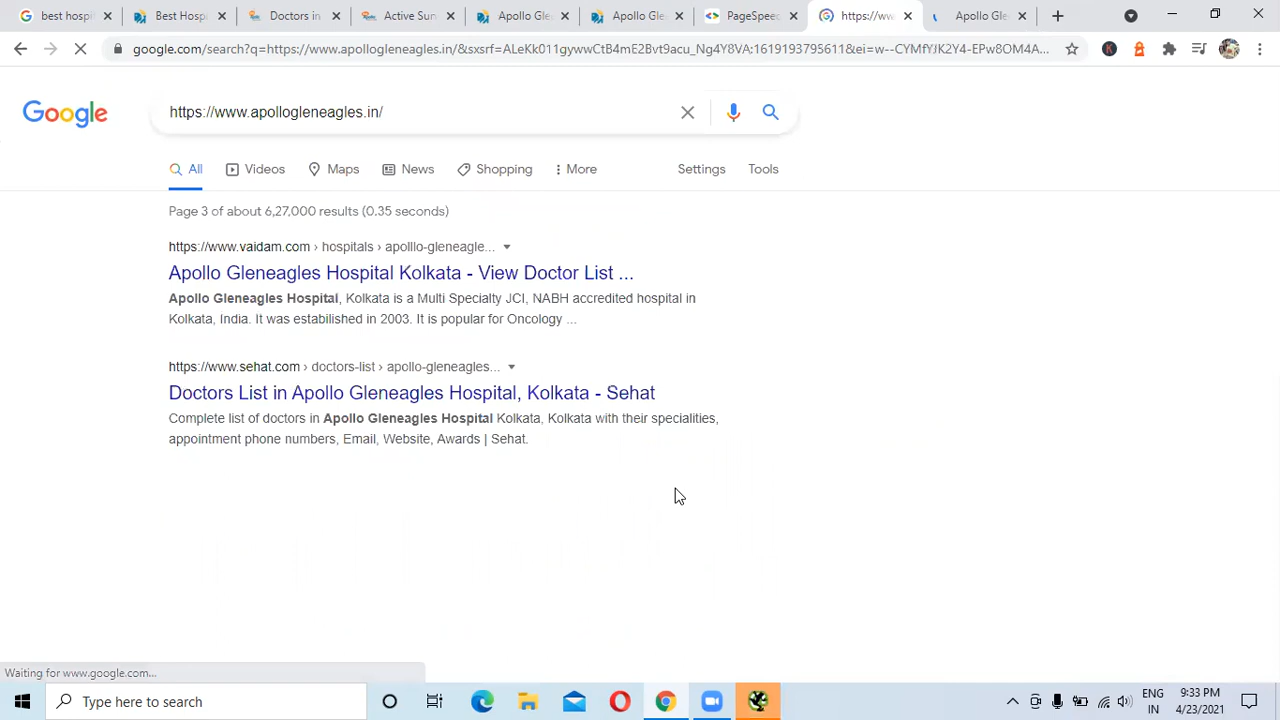 best hospi
Best Hosp
Doctors in
Active Sur
Apollo Gle
Apollo Gle
PageSpeed
https://ww
Apollo Gle
google.com/search?q=https://www.apollogleneagles.in/&sxsrf=ALeKk011gywwCtB4mE2Bvt9acu_Ng4Y8VA:1619193795611&ei=w--CYMfYJK2Y4-EPw8OM4A...
K
Google
https://www.apollogleneagles.in/
All
Videos
Maps
News
Shopping
More
Settings
Tools
Page 3 of about 6,27,000 results (0.35 seconds)
https://www.vaidam.com › hospitals › apolllo-gleneagle...
Apollo Gleneagles Hospital Kolkata - View Doctor List ...
Apollo Gleneagles Hospital, Kolkata is a Multi Specialty JCI, NABH accredited hospital in
Kolkata, India. It was estabilished in 2003. It is popular for Oncology ...
https://www.sehat.com › doctors-list › apollo-gleneagles...
Doctors List in Apollo Gleneagles Hospital, Kolkata - Sehat
Complete list of doctors in Apollo Gleneagles Hospital Kolkata, Kolkata with their specialities,
appointment phone numbers, Email, Website, Awards | Sehat.
Waiting for www.google.com...
Type here to search
ENG
IN
9:33 PM
4/23/2021